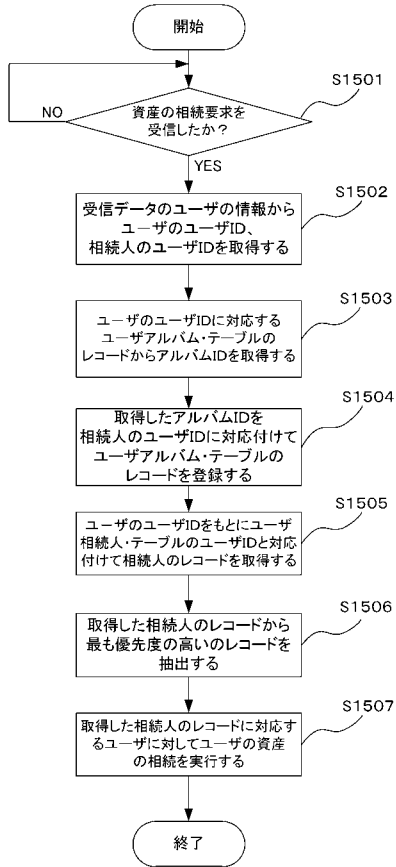 開始
S1501
資産の相続要求を
受信したか？
NO
YES
S1502
受信データのユーザの情報から
ユーザのユーザID、
相続人のユーザIDを取得する
S1503
ユーザのユーザIDに対応する
ユーザアルバム・テーブルの
レコードからアルバムIDを取得する
S1504
取得したアルバムIDを
相続人のユーザIDに対応付けて
ユーザアルバム・テーブルの
レコードを登録する
S1505
ユーザのユーザIDをもとにユーザ
相続人・テーブルのユーザIDと対応
付けて相続人のレコードを取得する
S1506
取得した相続人のレコードから
最も優先度の高いのレコードを
抽出する
S1507
取得した相続人のレコードに対応す
るユーザに対してユーザの資産
の相続を実行する
終了